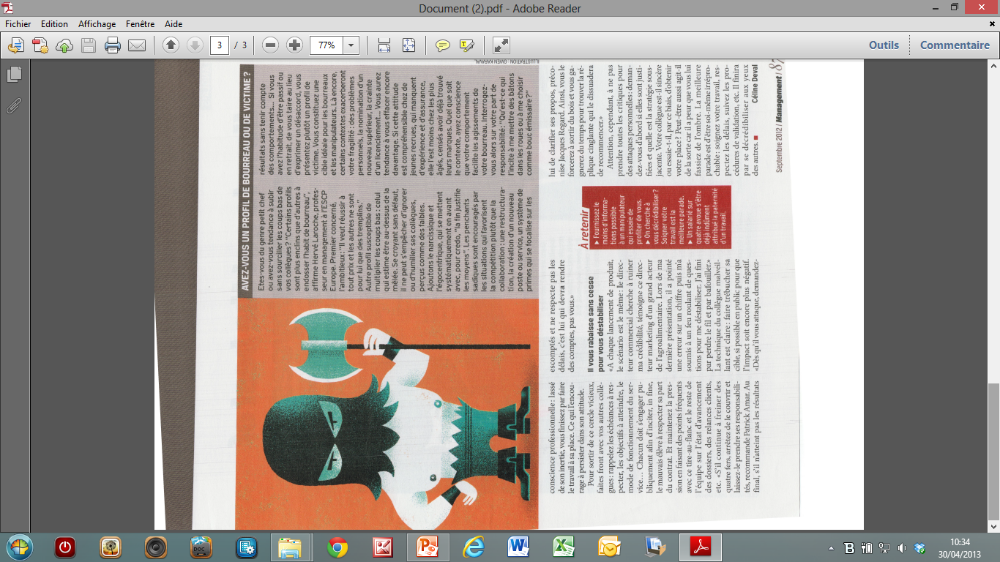 Document (2).pdf - Adobe Reader
Fichier Edition Affichage Fenêtre Aide
3 / 3 77% Outils Commentaire
conscience professionnelle : lassé
de son inertie, vous finissez par faire
le travail à sa place. Ce qui l'encou-
rage à persister dans son attitude.
Pour sortir de ce cercle vicieux,
faites front avec vos autres collè-
gues : rappelez les échéances à res-
pecter, les objectifs à atteindre, le
mode de fonctionnement du ser-
vice… Chacun doit s'engager pu-
bliquement afin d'inciter, in fine,
le mauvais élève à respecter sa part
du contrat. Et maintenez la pres-
sion en faisant des points fréquents
avec ce tire-au-flanc et le reste de
l'équipe sur l'état d'avancement
des dossiers, des relances clients,
etc. «S'il continue à freiner des
quatre fers, arrêtez de le couvrir et
laissez-le prendre ses responsabili-
tés, recommande Patrick Amar. Au
final, s'il n'atteint pas les résultats
escomptés et ne respecte pas les
délais, c'est lui qui devra rendre
des comptes, pas vous.»
Il vous rabaisse sans cesse
pour vous déstabiliser
«A chaque lancement de produit,
le scénario est le même : le direc-
teur commercial cherche à ruiner
ma crédibilité, témoigne ce direc-
teur marketing d'un grand acteur
de l'agroalimentaire. Lors de ma
dernière présentation, il a pointé
une erreur sur un chiffre puis m'a
soumis à un feu roulant de ques-
tions pour me déstabiliser. J'ai fini
par perdre le fil et par bafouiller.»
La technique du collègue malveil-
lant est claire : faire trébucher sa
cible, si possible en public pour que
l'impact soit encore plus négatif.
«Dès qu'il vous attaque, demandez-
lui de clarifier ses propos, préco-
nise Jacques Regard. Ainsi, vous le
forcerez à sortir du bois et vous ga-
gnerez du temps pour trouver la ré-
plique cinglante qui le dissuadera
de recommencer.»
Attention, cependant, à ne pas
prendre toutes les critiques pour
des attaques personnelles : deman-
dez-vous d'abord si elles sont justi-
fiées et quelle est la stratégie sous-
jacente. Votre collègue est-il sincère
ou essaie-t-il, par ce biais, d'obtenir
votre place ? Peut-être aussi agit-il
de la sorte car il a peur que vous lui
fassiez de l'ombre. La meilleure
parade est d'être soi-même irrépro-
chable : soignez votre travail, res-
pectez les délais, suivez les pro-
cédures de validation, etc. Il finira
par se décrédibiliser aux yeux
des autres. ■ Céline Deval
À retenir
► Fournissez le
moins d'informa-
tions possible
à un manipulateur
qui essaie de
profiter de vous.
► On cherche à
vous décrédibiliser ?
Soigner votre
travail est la
meilleure parade.
► Un salarié sur
quatre avoue s'être
déjà indûment
attribué la paternité
d'un travail.
AVEZ-VOUS UN PROFIL DE BOURREAU OU DE VICTIME ?
Etes-vous du genre petit chef
ou avez-vous tendance à subir
sans sourciller les coups bas de
vos collègues ? "Certains profils
sont plus enclins que d'autres à
endosser l'habit de bourreau",
affirme Hervé Laroche, profes-
seur en management à l'ESCP
Europe. Premier concerné,
l'ambitieux : "Il veut réussir à
tout prix et les autres ne sont
pour lui que des tremplins."
Autre profil susceptible de
multiplier les coups bas : celui
qui estime être au-dessus de la
mêlée. Se croyant sans défaut,
il ne peut s'empêcher d'ignorer
ou d'humilier ses collègues,
perçus comme des faibles.
Ajoutons le narcissique et
l'égocentrique, qui se mettent
systématiquement en avant
avec, pour credo, "la fin justifie
les moyens". Les penchants
sadiques sont encouragés par
les situations qui favorisent
la compétition plutôt que la
collaboration : une restructura-
tion, la création d'un nouveau
poste ou service, un système de
primes qui se focalise sur les
résultats sans tenir compte
des comportements… Si vous
avez l'habitude d'être passif ou
en retrait, de vous taire au lieu
d'exprimer un désaccord, vous
présentez plutôt un profil de
victime. Vous constituez une
cible idéale pour les bourreaux
et les manipulateurs. Là encore,
certains contextes exacerberont
votre fragilité : des problèmes
personnels, la nomination d'un
nouveau supérieur, la crainte
d'un licenciement… Vous aurez
tendance à vous effacer encore
davantage. Si cette attitude
est compréhensible chez de
jeunes recrues, qui manquent
d'expérience et d'assurance,
elle l'est moins chez les plus
âgés, censés avoir déjà trouvé
leurs marques. Quel que soit
le contexte, ayez conscience
que votre comportement
facilite les agissements de
votre bourreau. Interrogez-
vous alors sur votre part de
responsabilité : "Qu'est-ce qui
l'incite à me mettre des bâtons
dans les roues ou à me choisir
comme bouc émissaire ?"
ILLUSTRATION : GWEN KERAVAL
Septembre 2012 / Management / 87
DOC
10:34
30/04/2013